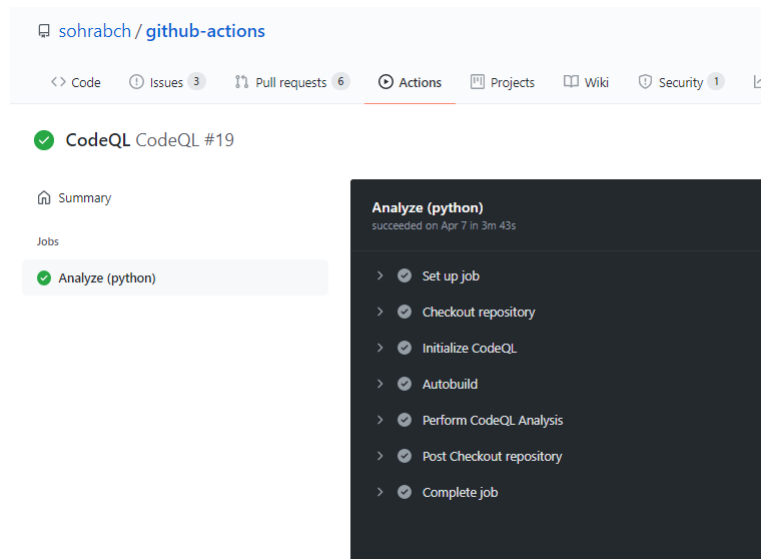 sohrabch / github-actions
<> Code Issues 3 Pull requests 6 Actions Projects Wiki Security 1
CodeQL CodeQL #19
Summary
Jobs
Analyze (python)
Analyze (python)
succeeded on Apr 7 in 3m 43s
Set up job
Checkout repository
Initialize CodeQL
Autobuild
Perform CodeQL Analysis
Post Checkout repository
Complete job